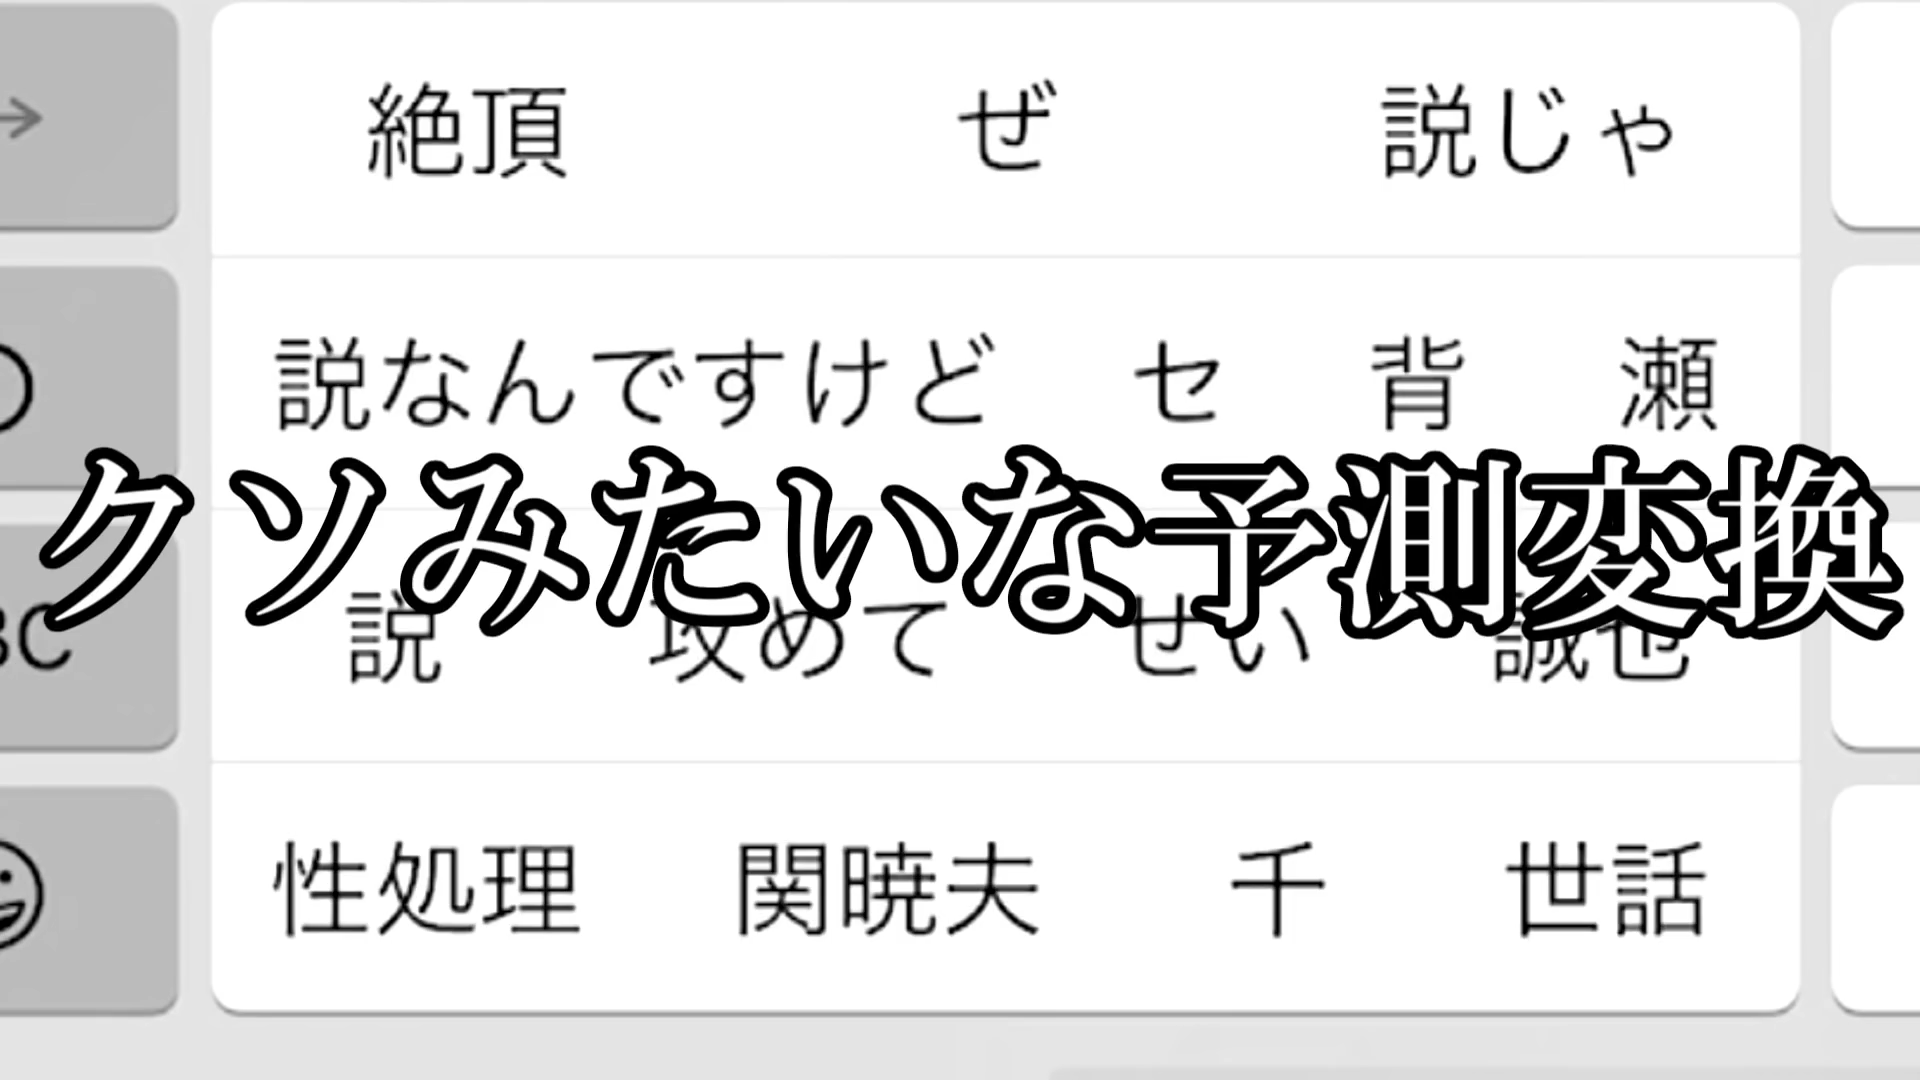 →
絶頂 ぜ 説じゃ
説なんですけど セ 背 瀬
クソみたいな予測変換
説 攻めて せい 誠也
性処理 関暁夫 千 世話